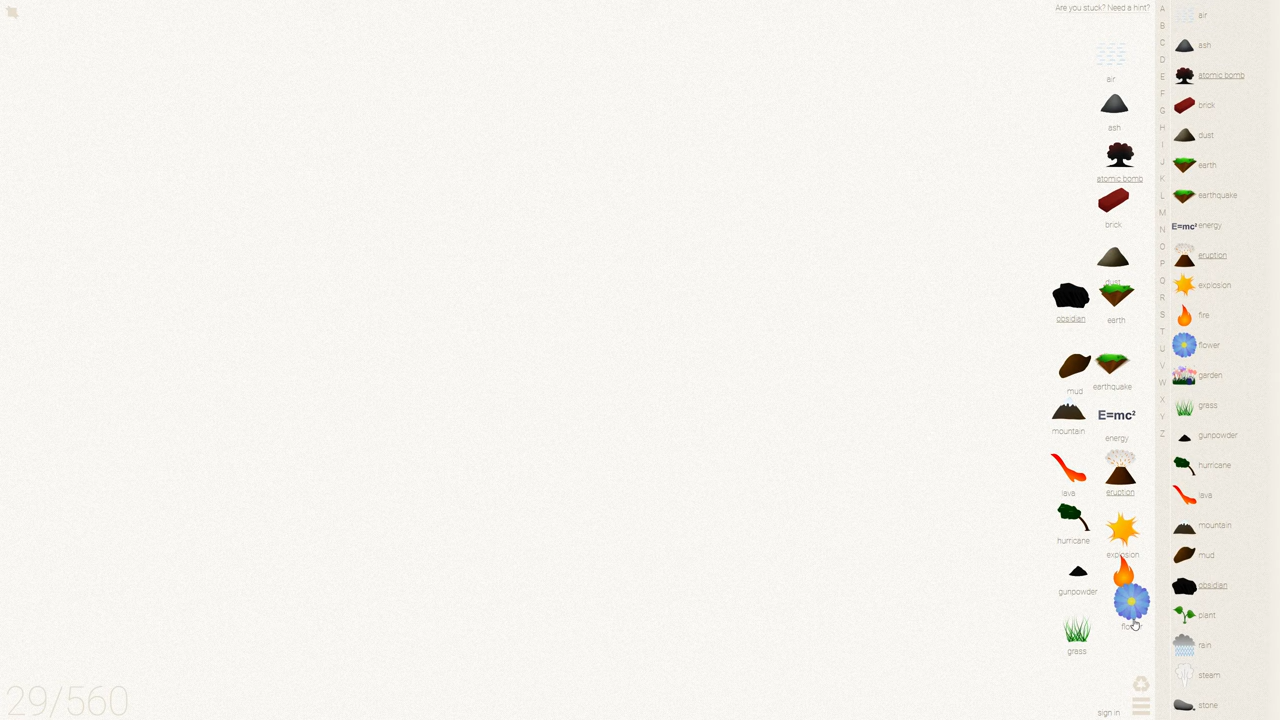 Are you stuck? Need a hint?
air
ash
atomic bomb
brick
dust
obsidian
earth
mud
earthquake
mountain
E=mc²
energy
lava
eruption
hurricane
explosion
gunpowder
flower
grass
sign in
29/560
A
B
C
D
E
F
G
H
I
J
K
L
M
N
O
P
Q
R
S
T
U
V
W
X
Y
Z
air
ash
atomic bomb
brick
dust
earth
earthquake
E=mc² energy
eruption
explosion
fire
flower
garden
grass
gunpowder
hurricane
lava
mountain
mud
obsidian
plant
rain
steam
stone